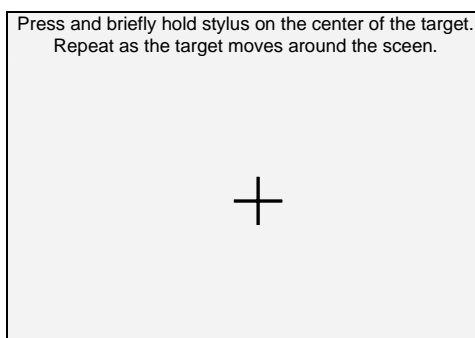 Press and briefly hold stylus on the center of the target.
Repeat as the target moves around the sceen.